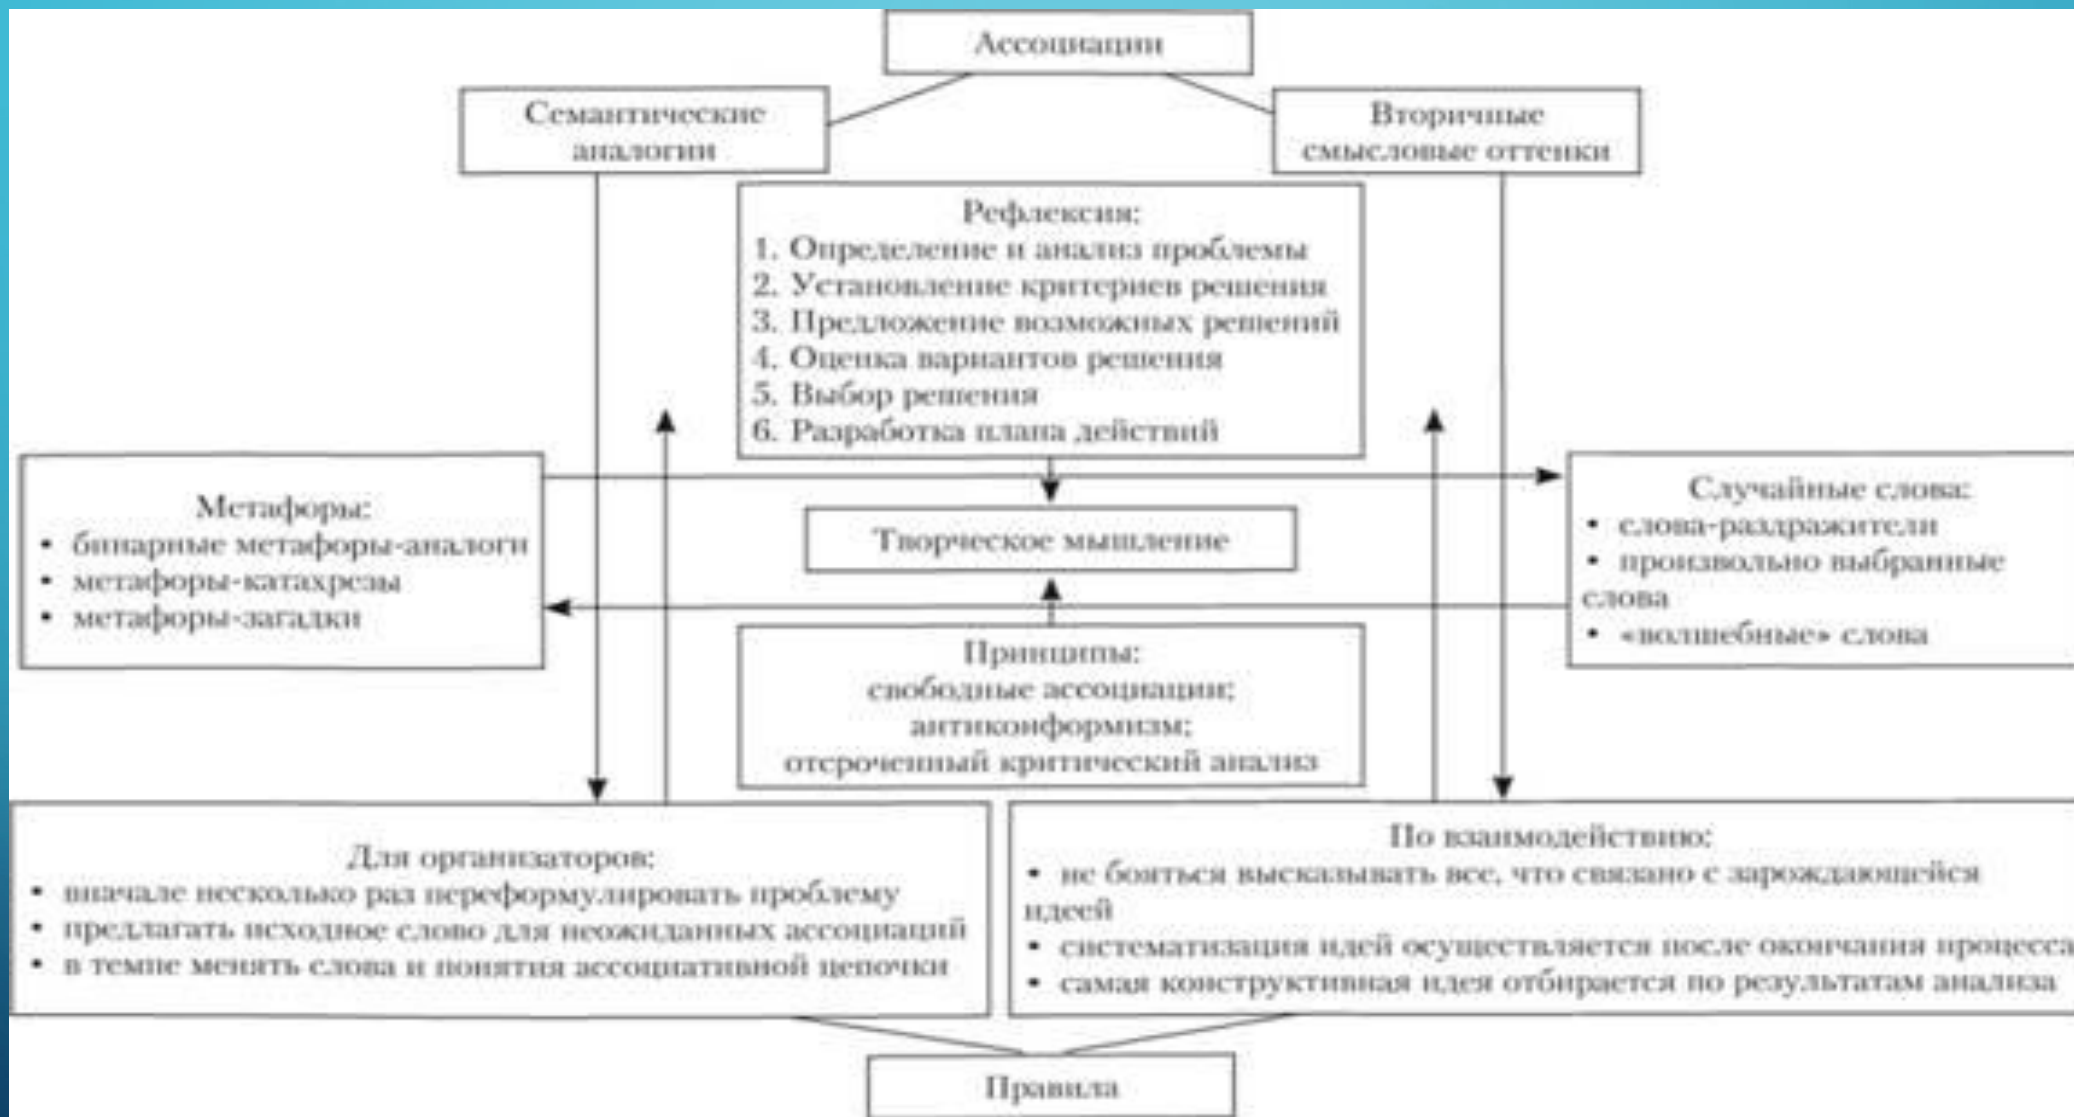 Ассоциации
Семантические
аналогии
Вторичные
смысловые оттенки
Рефлексия:
1. Определение и анализ проблемы
2. Установление критериев решения
3. Предложение возможных решений
4. Оценка вариантов решения
5. Выбор решения
6. Разработка плана действий
Метафоры:
• бинарные метафоры-аналоги
• метафоры-катахрезы
• метафоры-загадки
Творческое мышление
Случайные слова:
• слова-раздражители
• произвольно выбранные
слова
• «волшебные» слова
Принципы:
свободные ассоциации;
антиконформизм;
отсроченный критический анализ
Для организаторов:
• вначале несколько раз переформулировать проблему
• предлагать исходное слово для неожиданных ассоциаций
• в темпе менять слова и понятия ассоциативной цепочки
По взаимодействию:
• не бояться высказывать все, что связано с зарождающейся
идеей
• систематизация идей осуществляется после окончания процесса
• самая конструктивная идея отбирается по результатам анализа
Правила